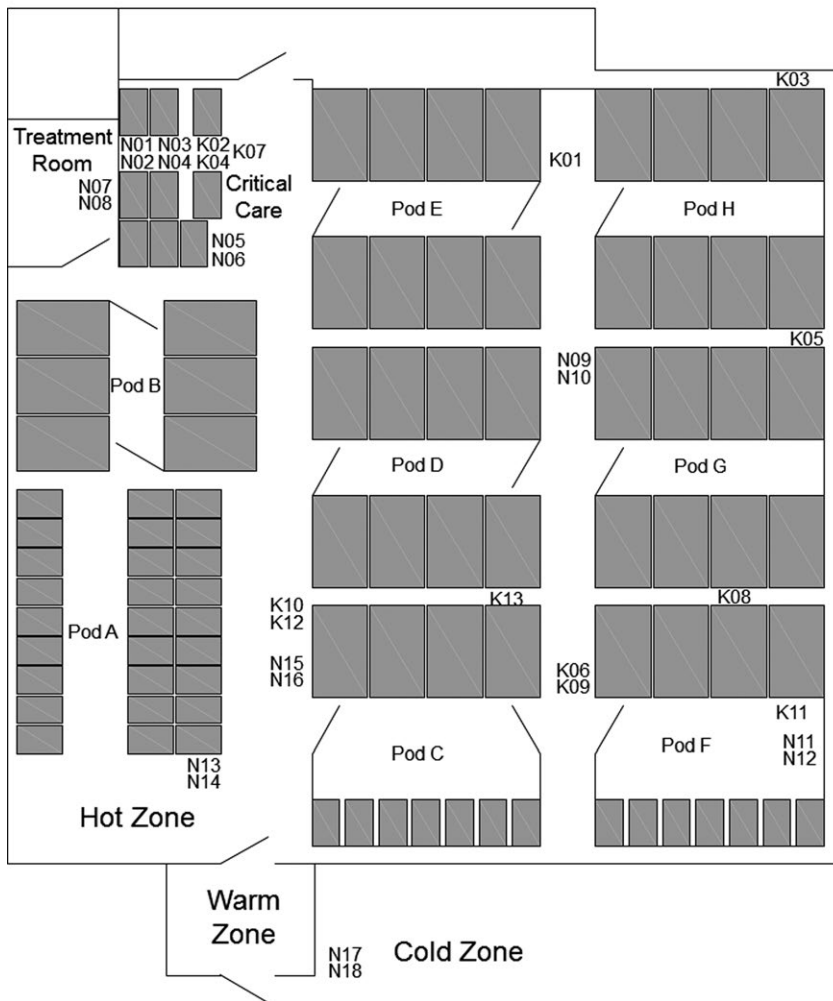 K03
Treatment
Room
N01 N03 K02
N02 N04 K04
K07
K01
N07
N08
Critical
Care
Pod E
Pod H
N05
N06
K05
N09
N10
Pod B
Pod D
Pod G
K10
K12
K13
K08
Pod A
N15
N16
K06
K09
K11
N11
N12
Pod C
Pod F
N13
N14
Hot Zone
Warm
Zone
Cold Zone
N17
N18